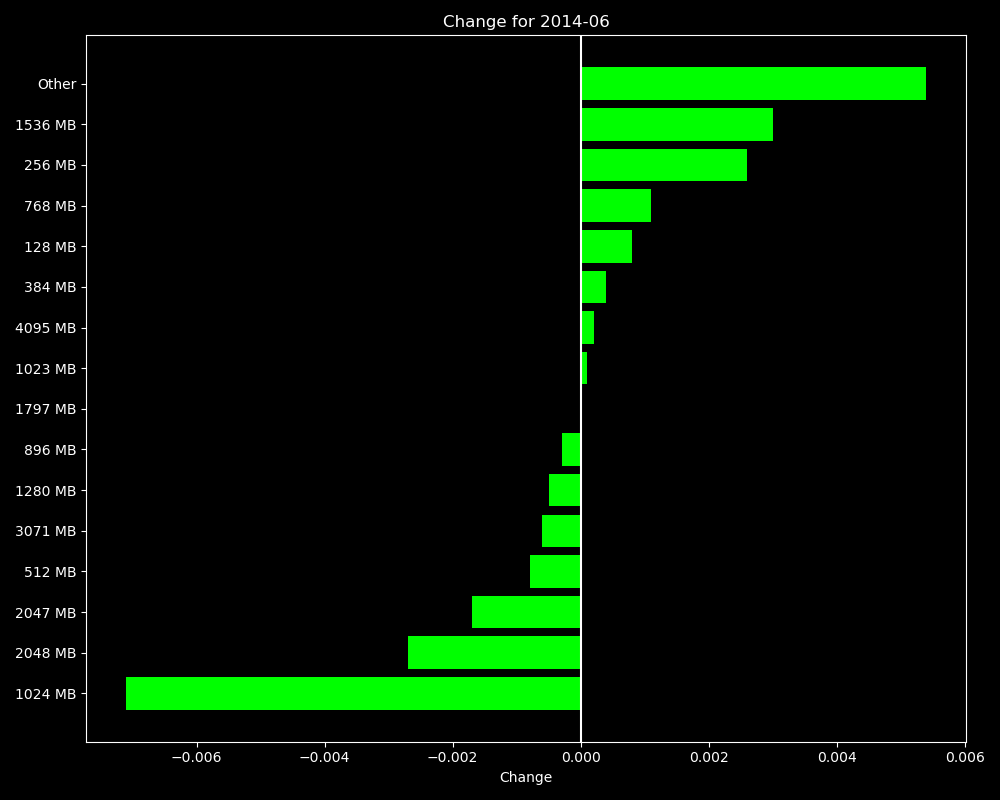 Change for 2014-06
Other
1536 MB
256 MB
768 MB
128 MB
384 MB
4095 MB
1023 MB
1797 MB
896 MB
1280 MB
3071 MB
512 MB
2047 MB
2048 MB
1024 MB
−0.006 −0.004 −0.002 0.000 0.002 0.004 0.006
Change